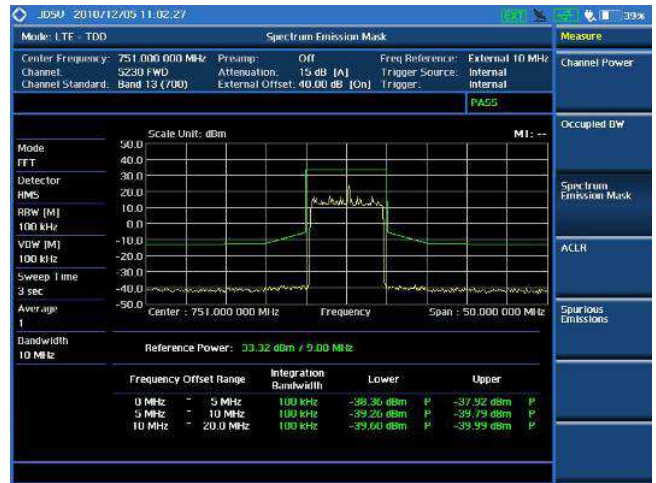 JDSU 2010/12/05 11:02:27 EXT 39%
Mode: LTE - TDD Spectrum Emission Mask Measure
Center Frequency: 751.000 000 MHz Preamp: Off Freq Reference: External 10 MHz
Channel: 5230 FWD Attenuation: 15 dB [A] Trigger Source: Internal
Channel Standard: Band 13 (700) External Offset: 40.00 dB [On] Trigger: Internal
PASS
Channel Power
Occupied BW
Spectrum
Emission Mask
ACLR
Spurious
Emissions
Scale Unit: dBm M1: --
Mode
FFT
Detector
RMS
RBW [M]
100 kHz
VBW [M]
100 kHz
Sweep Time
3 sec
Average
1
Bandwidth
10 MHz
50.0
40.0
30.0
20.0
10.0
0.0
-10.0
-20.0
-30.0
-40.0
-50.0
Center : 751.000 000 MHz Frequency Span : 50.000 000 MHz
Reference Power: 33.32 dBm / 9.00 MHz
Frequency Offset Range Integration Bandwidth Lower Upper
0 MHz ~ 5 MHz 100 kHz -38.36 dBm P -37.92 dBm P
5 MHz ~ 10 MHz 100 kHz -39.26 dBm P -39.79 dBm P
10 MHz ~ 20.0 MHz 100 kHz -39.60 dBm P -39.99 dBm P